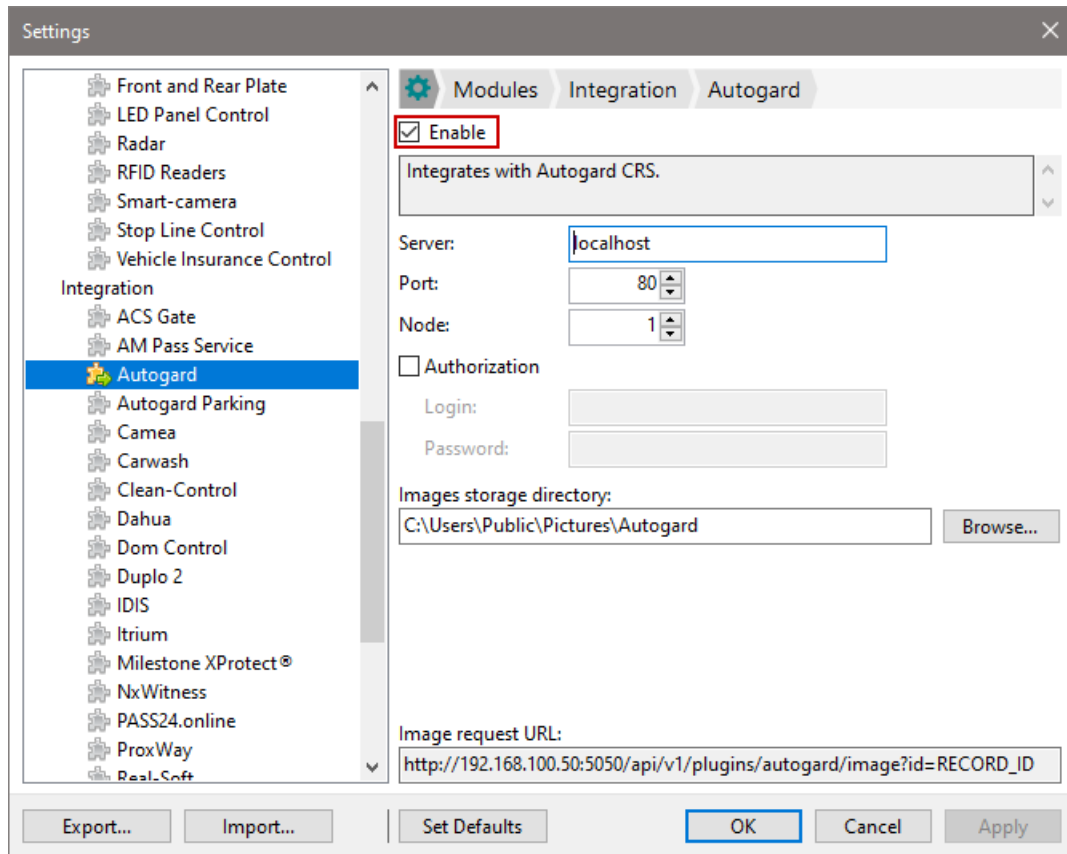 Settings
Front and Rear Plate
LED Panel Control
Radar
RFID Readers
Smart-camera
Stop Line Control
Vehicle Insurance Control
Integration
ACS Gate
AM Pass Service
Autogard
Autogard Parking
Camea
Carwash
Clean-Control
Dahua
Dom Control
Duplo 2
IDIS
Itrium
Milestone XProtect®
NxWitness
PASS24.online
ProxWay
Real-Soft
Modules Integration Autogard
Enable
Integrates with Autogard CRS.
Server: localhost
Port: 80
Node: 1
Authorization
Login:
Password:
Images storage directory:
C:\Users\Public\Pictures\Autogard Browse...
Image request URL:
http://192.168.100.50:5050/api/v1/plugins/autogard/image?id=RECORD_ID
Export... Import... Set Defaults OK Cancel Apply